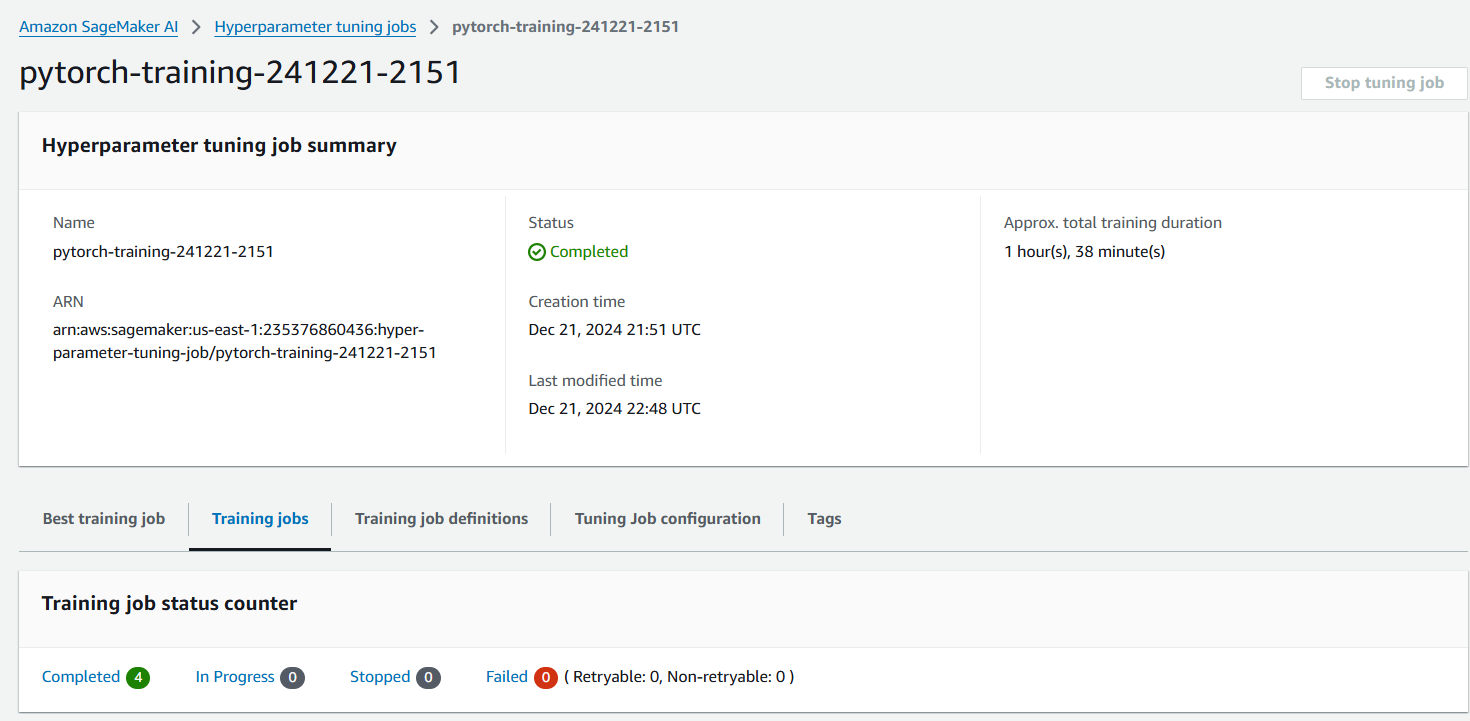 Amazon SageMaker AI > Hyperparameter tuning jobs > pytorch-training-241221-2151
pytorch-training-241221-2151
Stop tuning job
Hyperparameter tuning job summary
Name
pytorch-training-241221-2151
ARN
arn:aws:sagemaker:us-east-1:235376860436:hyper-
parameter-tuning-job/pytorch-training-241221-2151
Status
Completed
Creation time
Dec 21, 2024 21:51 UTC
Last modified time
Dec 21, 2024 22:48 UTC
Approx. total training duration
1 hour(s), 38 minute(s)
Best training job Training jobs Training job definitions Tuning Job configuration Tags
Training job status counter
Completed 4 In Progress 0 Stopped 0 Failed 0 ( Retryable: 0, Non-retryable: 0 )